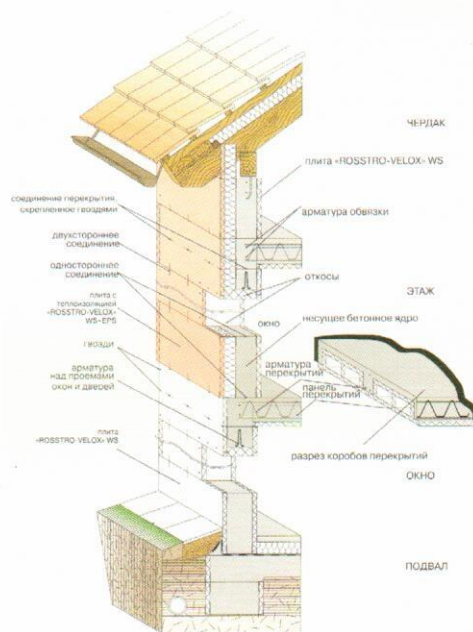 ЧЕРДАК
плита «ROSSTRO-VELOX» WS
соединение перекрытия,
скрепленное гвоздями
арматура обвязки
двухстороннее
соединение
одностороннее
соединение
откосы
плита с
теплоизоляцией
«ROSSTRO-VELOX»
WS-EPS
ЭТАЖ
окно
несущее бетонное ядро
гвозди
арматура
над проемами
окон и дверей
арматура
перекрытий
панель
перекрытий
плита
«ROSSTRO-VELOX» WS
разрез коробов перекрытий
ОКНО
ПОДВАЛ